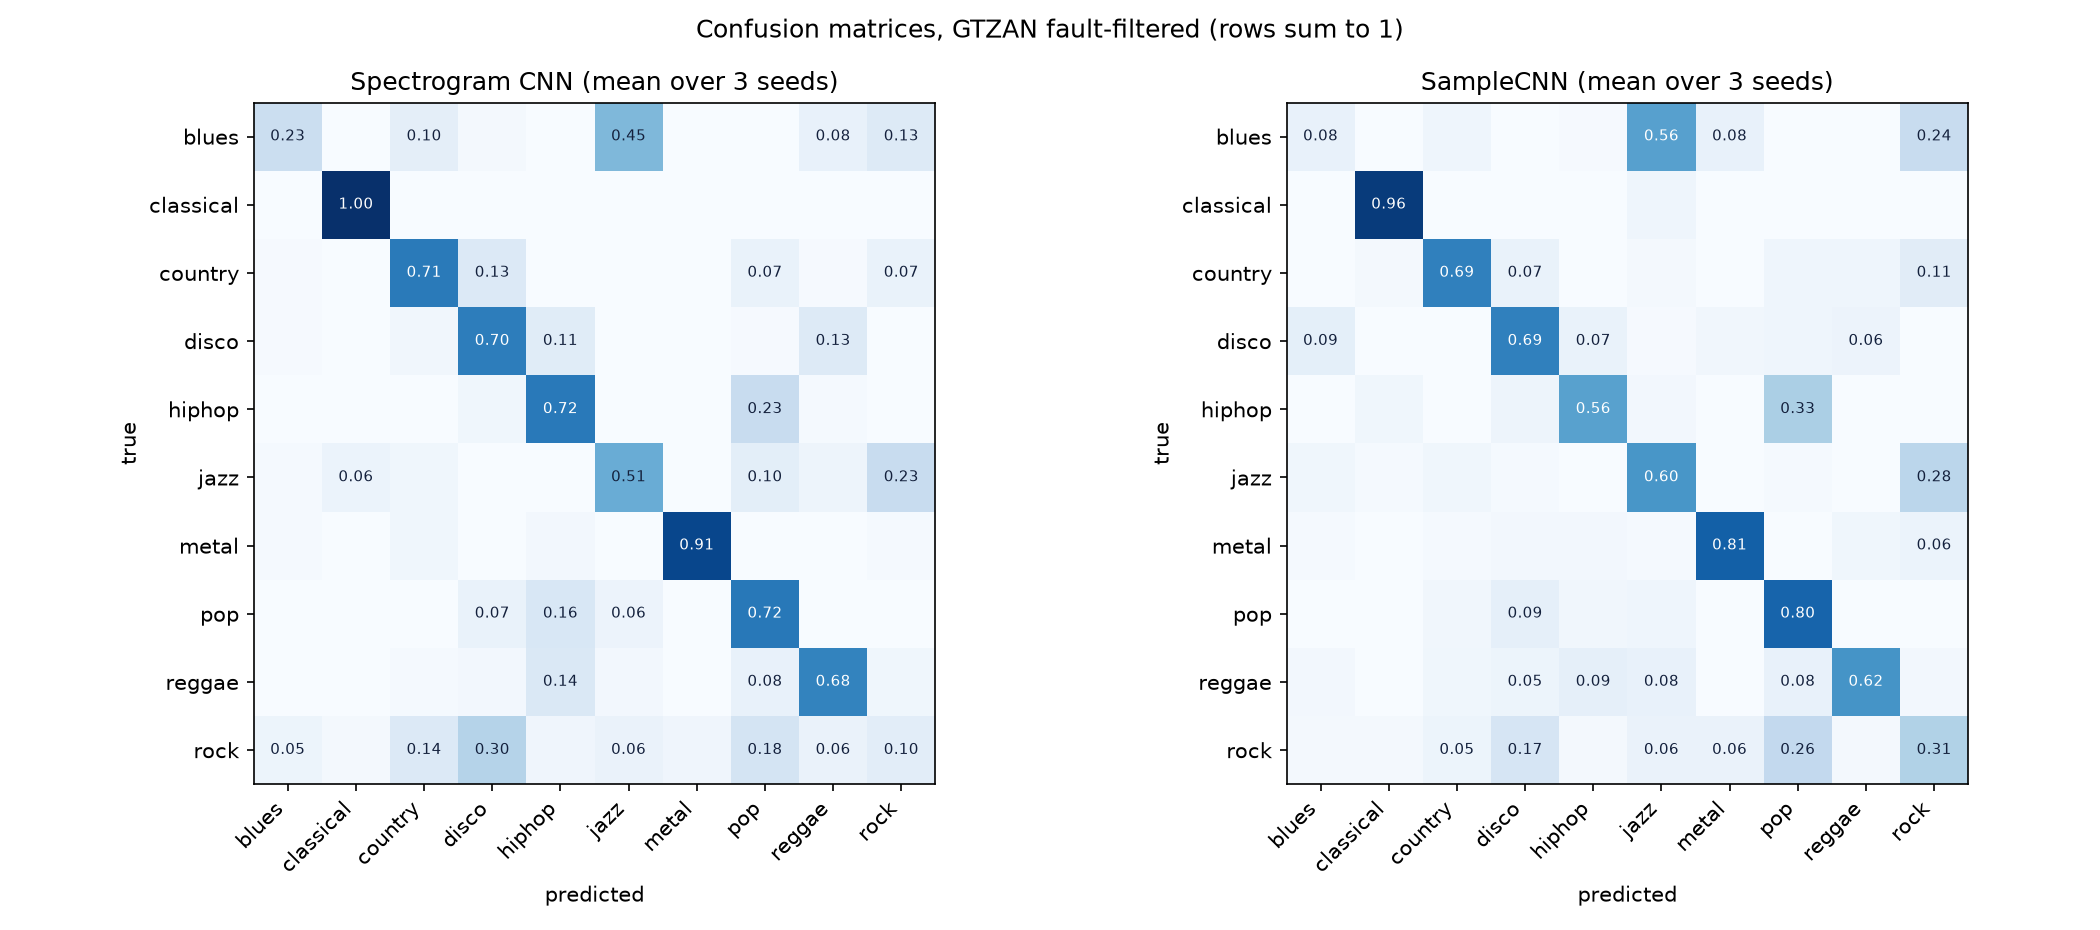 Confusion matrices, GTZAN fault-filtered (rows sum to 1)
Spectrogram CNN (mean over 3 seeds)
true
blues 0.23 0.10 0.45 0.08 0.13
classical 1.00
country 0.71 0.13 0.07 0.07
disco 0.70 0.11 0.13
hiphop 0.72 0.23
jazz 0.06 0.51 0.10 0.23
metal 0.91
pop 0.07 0.16 0.06 0.72
reggae 0.14 0.08 0.68
rock 0.05 0.14 0.30 0.06 0.18 0.06 0.10
blues classical country disco hiphop jazz metal pop reggae rock
predicted
SampleCNN (mean over 3 seeds)
true
blues 0.08 0.56 0.08 0.24
classical 0.96
country 0.69 0.07 0.11
disco 0.09 0.69 0.07 0.06
hiphop 0.56 0.33
jazz 0.60 0.28
metal 0.81 0.06
pop 0.09 0.80
reggae 0.05 0.09 0.08 0.08 0.62
rock 0.05 0.17 0.06 0.06 0.26 0.31
blues classical country disco hiphop jazz metal pop reggae rock
predicted